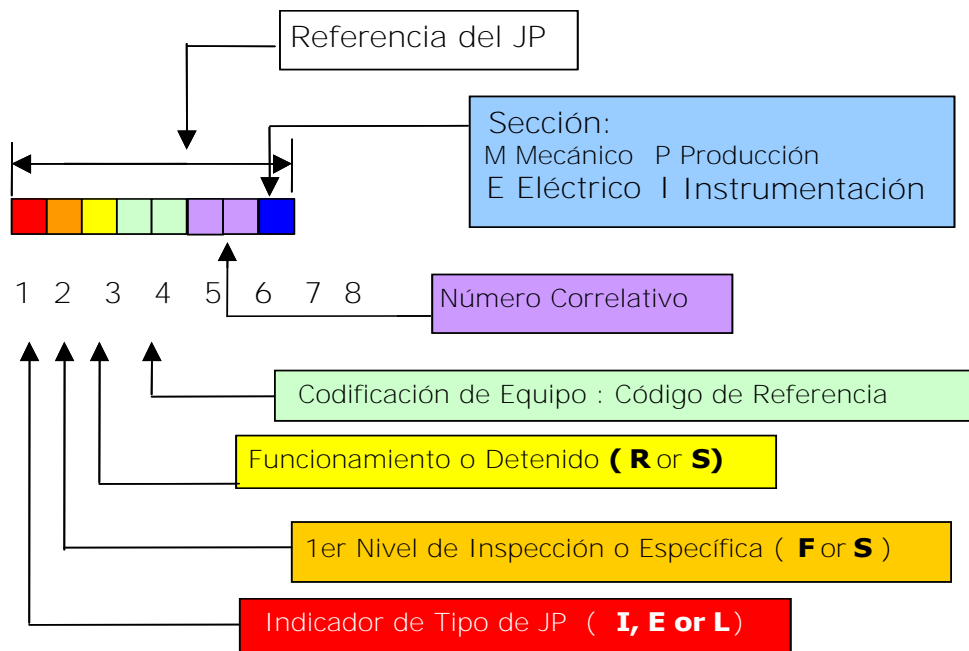 Referencia del JP
Sección:
M Mecánico P Producción
E Eléctrico I Instrumentación
1 2 3 4 5 6 7 8
Número Correlativo
Codificación de Equipo : Código de Referencia
Funcionamiento o Detenido ( R or S)
1er Nivel de Inspección o Específica ( F or S )
Indicador de Tipo de JP ( I, E or L)